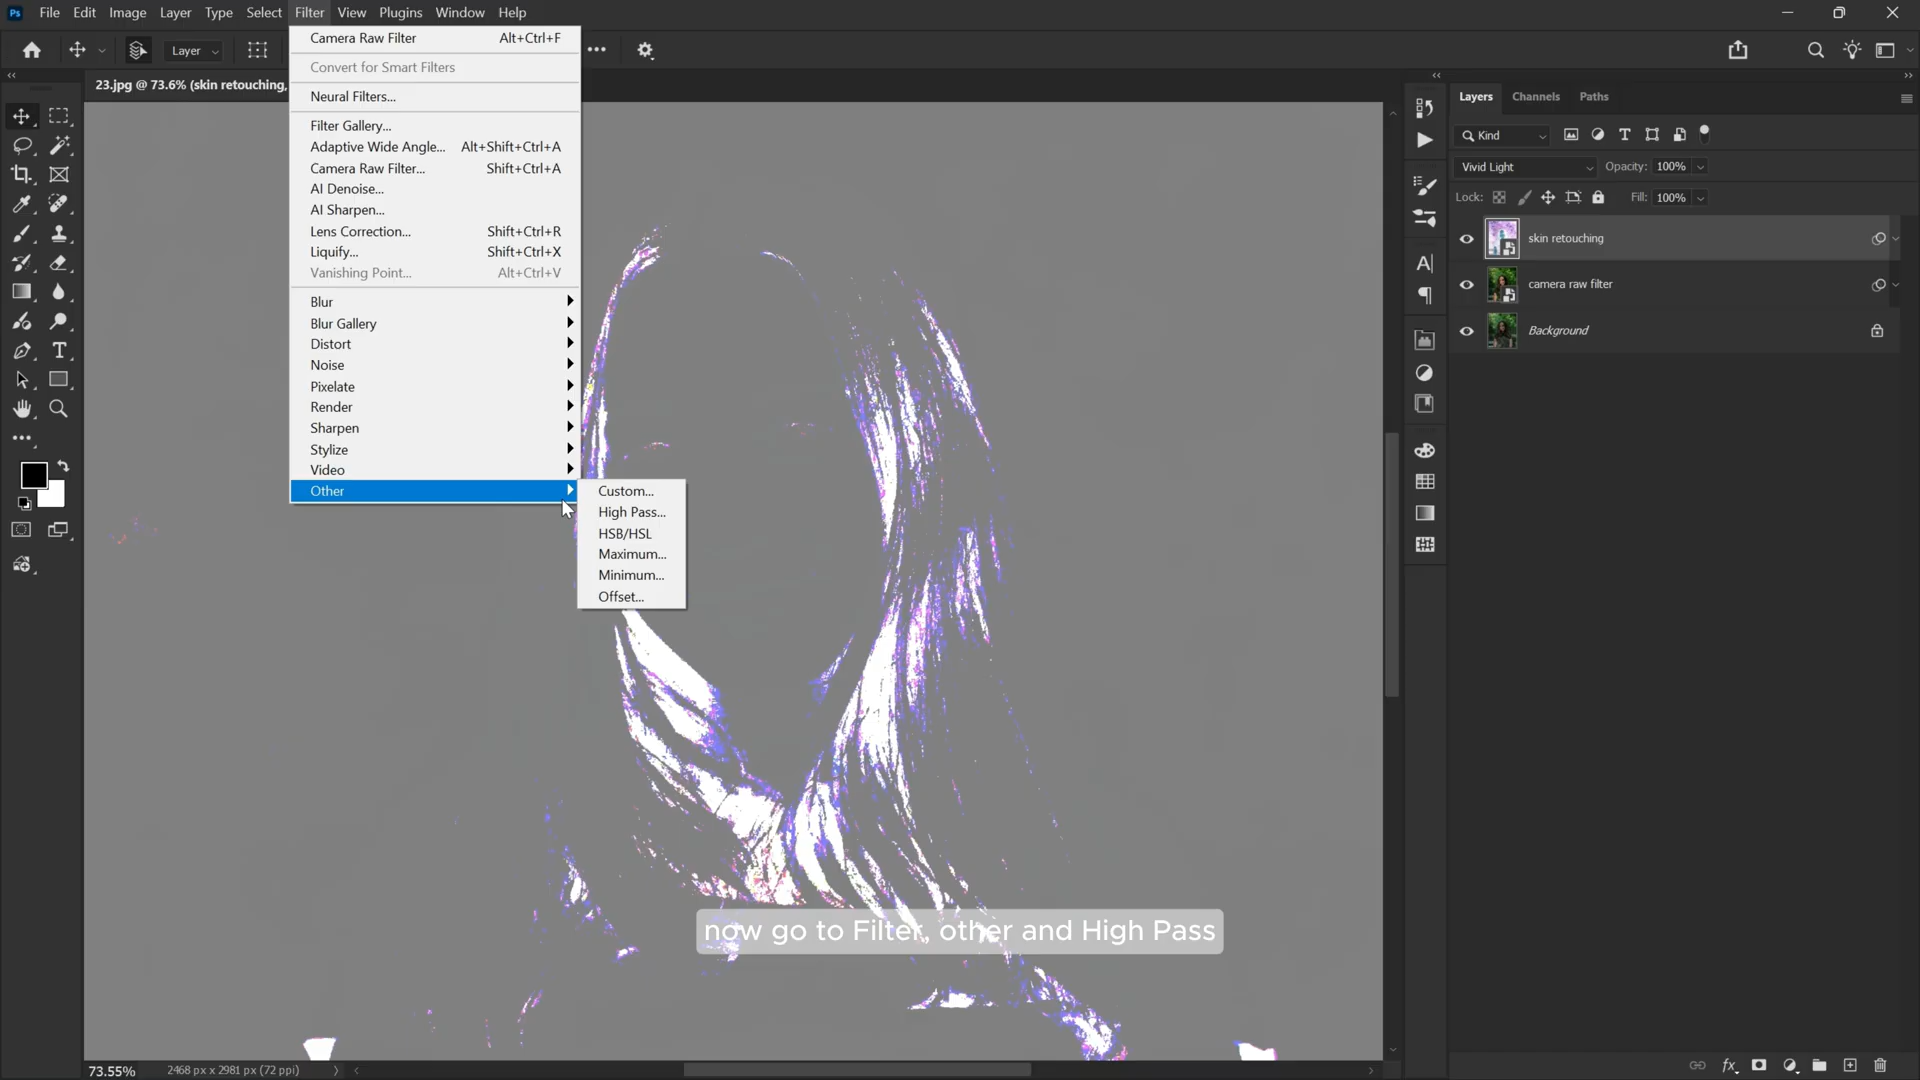 Ps File Edit Image Layer Type Select Filter View Plugins Window Help
Layer
23.jpg @ 73.6% (skin retouching,
Camera Raw Filter Alt+Ctrl+F
Convert for Smart Filters
Neural Filters...
Filter Gallery...
Adaptive Wide Angle... Alt+Shift+Ctrl+A
Camera Raw Filter... Shift+Ctrl+A
AI Denoise...
AI Sharpen...
Lens Correction... Shift+Ctrl+R
Liquify... Shift+Ctrl+X
Vanishing Point... Alt+Ctrl+V
Blur
Blur Gallery
Distort
Noise
Pixelate
Render
Sharpen
Stylize
Video
Other
Custom...
High Pass...
HSB/HSL
Maximum...
Minimum...
Offset...
now go to Filter, other and High Pass
Layers Channels Paths
Kind
Vivid Light Opacity: 100%
Lock: Fill: 100%
skin retouching
camera raw filter
Background
fx
73.55% 2468 px x 2981 px (72 ppi)